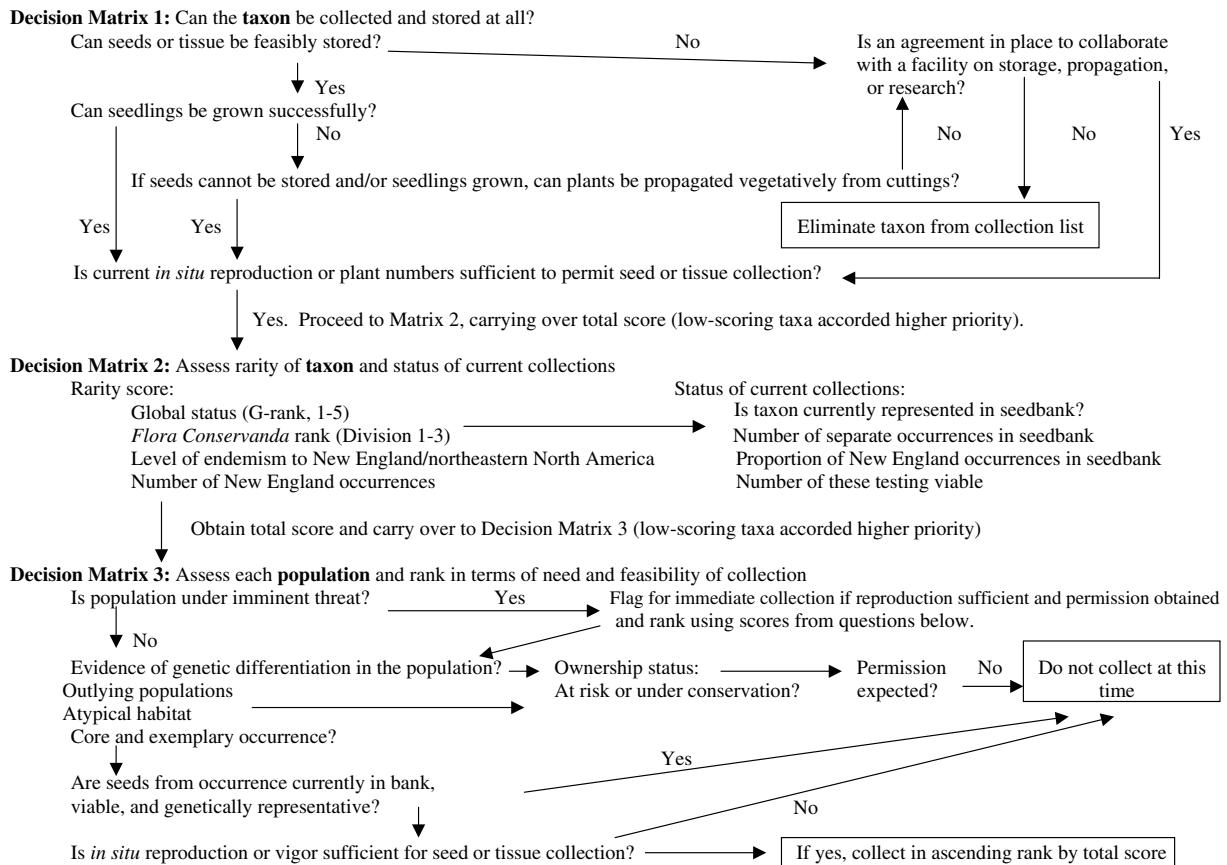 Decision Matrix 1: Can the taxon be collected and stored at all?
Can seeds or tissue be feasibly stored?
No
Is an agreement in place to collaborate
with a facility on storage, propagation,
or research?
Yes
Can seedlings be grown successfully?
No
No
No
Yes
If seeds cannot be stored and/or seedlings grown, can plants be propagated vegetatively from cuttings?
Yes
Yes
Eliminate taxon from collection list
Is current in situ reproduction or plant numbers sufficient to permit seed or tissue collection?
Yes. Proceed to Matrix 2, carrying over total score (low-scoring taxa accorded higher priority).
Decision Matrix 2: Assess rarity of taxon and status of current collections
Rarity score:
Global status (G-rank, 1-5)
Flora Conservanda rank (Division 1-3)
Level of endemism to New England/northeastern North America
Number of New England occurrences
Status of current collections:
Is taxon currently represented in seedbank?
Number of separate occurrences in seedbank
Proportion of New England occurrences in seedbank
Number of these testing viable
Obtain total score and carry over to Decision Matrix 3 (low-scoring taxa accorded higher priority)
Decision Matrix 3: Assess each population and rank in terms of need and feasibility of collection
Is population under imminent threat?
Yes
Flag for immediate collection if reproduction sufficient and permission obtained
and rank using scores from questions below.
No
Evidence of genetic differentiation in the population?
Outlying populations
Atypical habitat
Core and exemplary occurrence?
Ownership status:
At risk or under conservation?
Permission
expected?
No
Do not collect at this
time
Yes
Are seeds from occurrence currently in bank,
viable, and genetically representative?
No
Is in situ reproduction or vigor sufficient for seed or tissue collection?
If yes, collect in ascending rank by total score